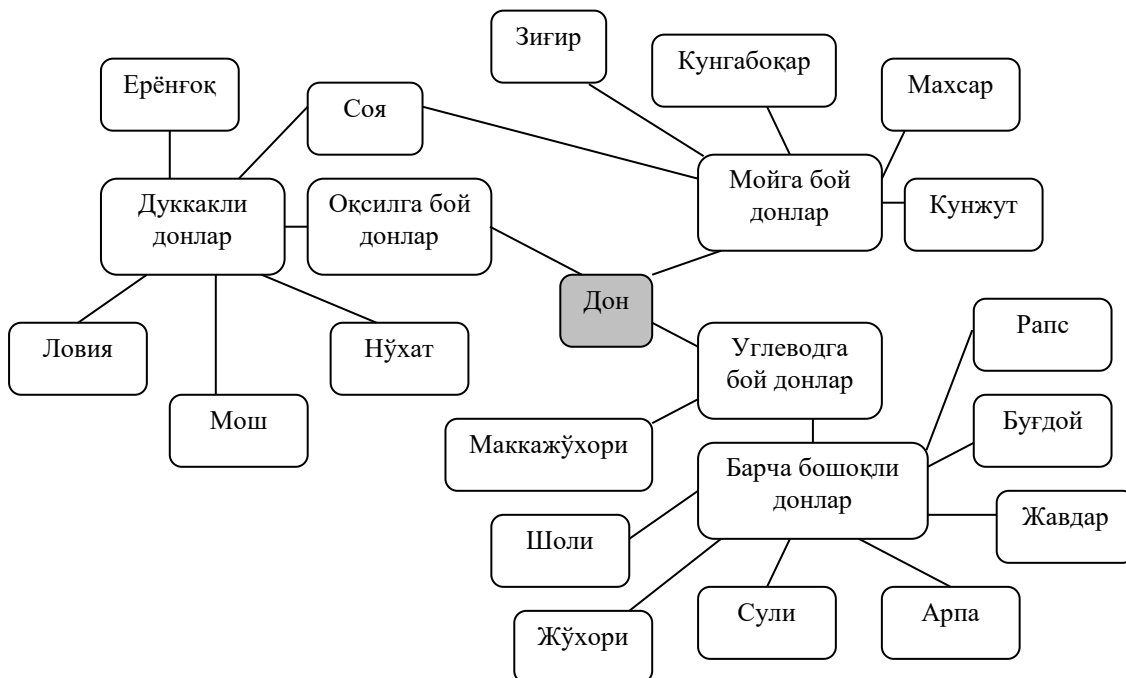 Зиғир
Кунгабоқар
Ерёнғоқ
Соя
Махсар
Дуккакли
донлар
Оқсилга бой
донлар
Мойга бой
донлар
Кунжут
Дон
Ловия
Нўхат
Мош
Углеводга
бой донлар
Рапс
Маккажўхори
Буғдой
Барча бошоқли
донлар
Шоли
Жавдар
Жўхори
Сули
Арпа